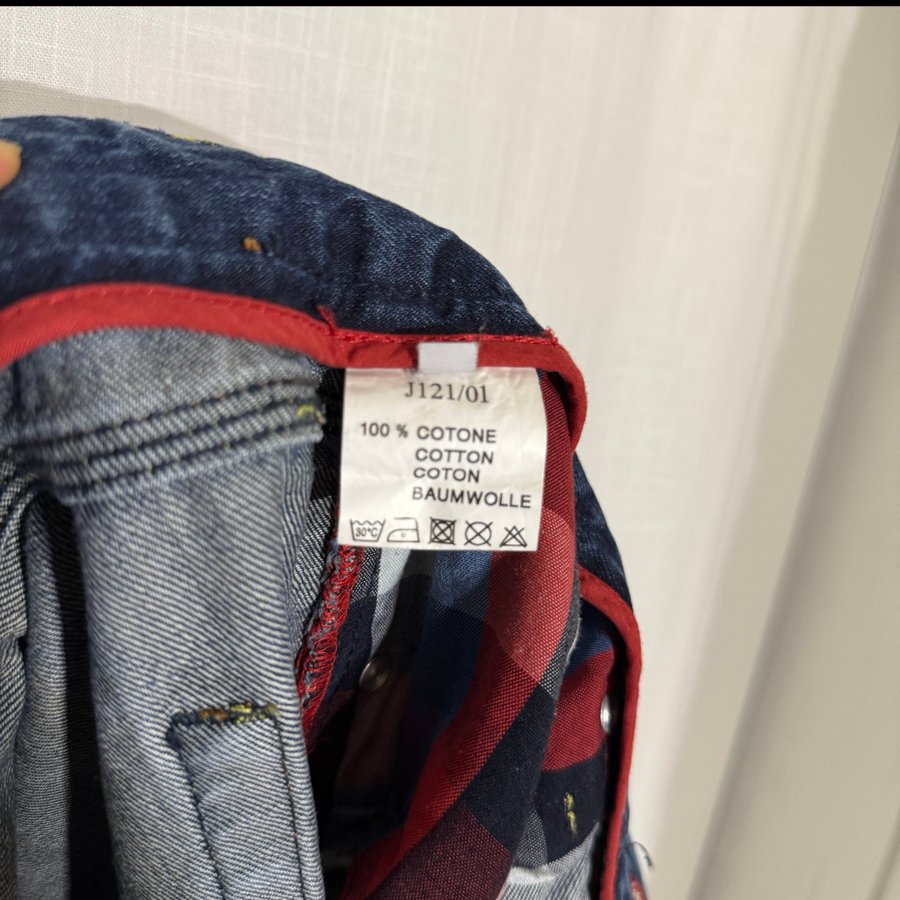 J121/01
100 % COTONE
COTTON
COTON
BAUMWOLLE
30°C